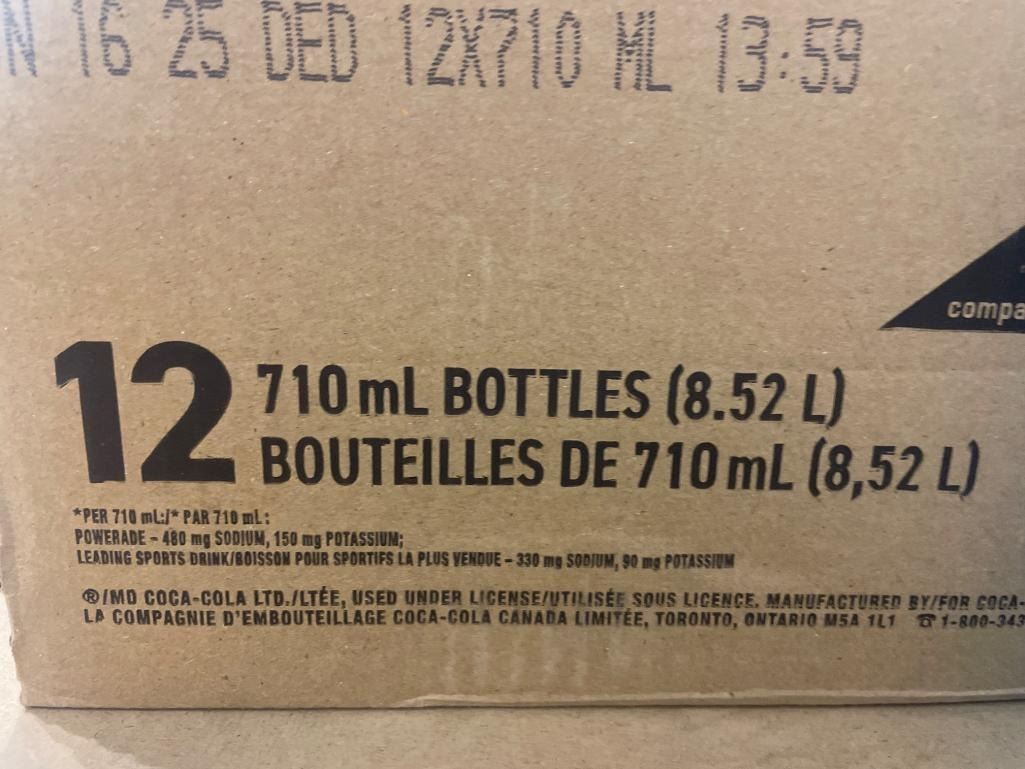 N 16 25 DED 12X710 ML 13:59
compa
12
710 mL BOTTLES (8.52 L)
BOUTEILLES DE 710 mL (8,52 L)
*PER 710 mL:/* PAR 710 mL:
POWERADE – 480 mg SODIUM, 150 mg POTASSIUM;
LEADING SPORTS DRINK/BOISSON POUR SPORTIFS LA PLUS VENDUE – 330 mg SODIUM, 90 mg POTASSIUM
®/MD COCA-COLA LTD./LTÉE, USED UNDER LICENSE/UTILISÉE SOUS LICENCE. MANUFACTURED BY/FOR COCA-
LA COMPAGNIE D'EMBOUTEILLAGE COCA-COLA CANADA LIMITÉE, TORONTO, ONTARIO M5A 1L1 ☎ 1-800-343